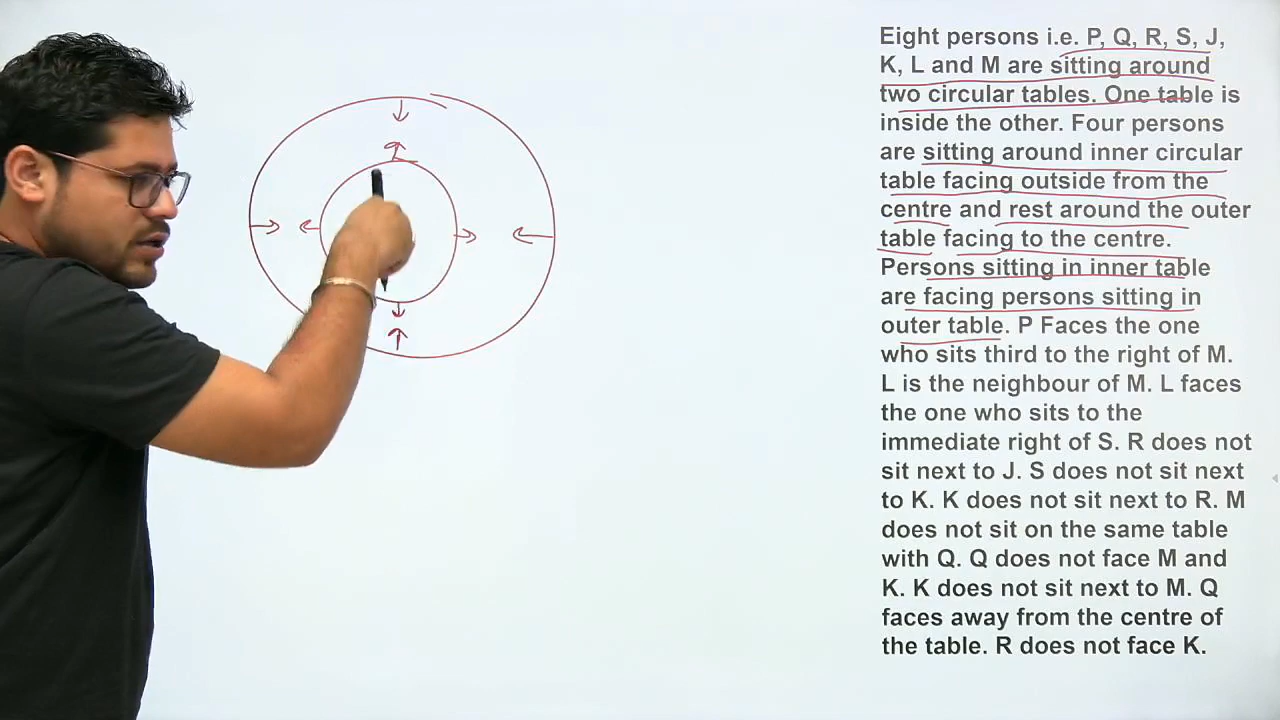 Eight persons i.e. P, Q, R, S, J,
K, L and M are sitting around
two circular tables. One table is
inside the other. Four persons
are sitting around inner circular
table facing outside from the
centre and rest around the outer
table facing to the centre.
Persons sitting in inner table
are facing persons sitting in
outer table. P Faces the one
who sits third to the right of M.
L is the neighbour of M. L faces
the one who sits to the
immediate right of S. R does not
sit next to J. S does not sit next
to K. K does not sit next to R. M
does not sit on the same table
with Q. Q does not face M and
K. K does not sit next to M. Q
faces away from the centre of
the table. R does not face K.